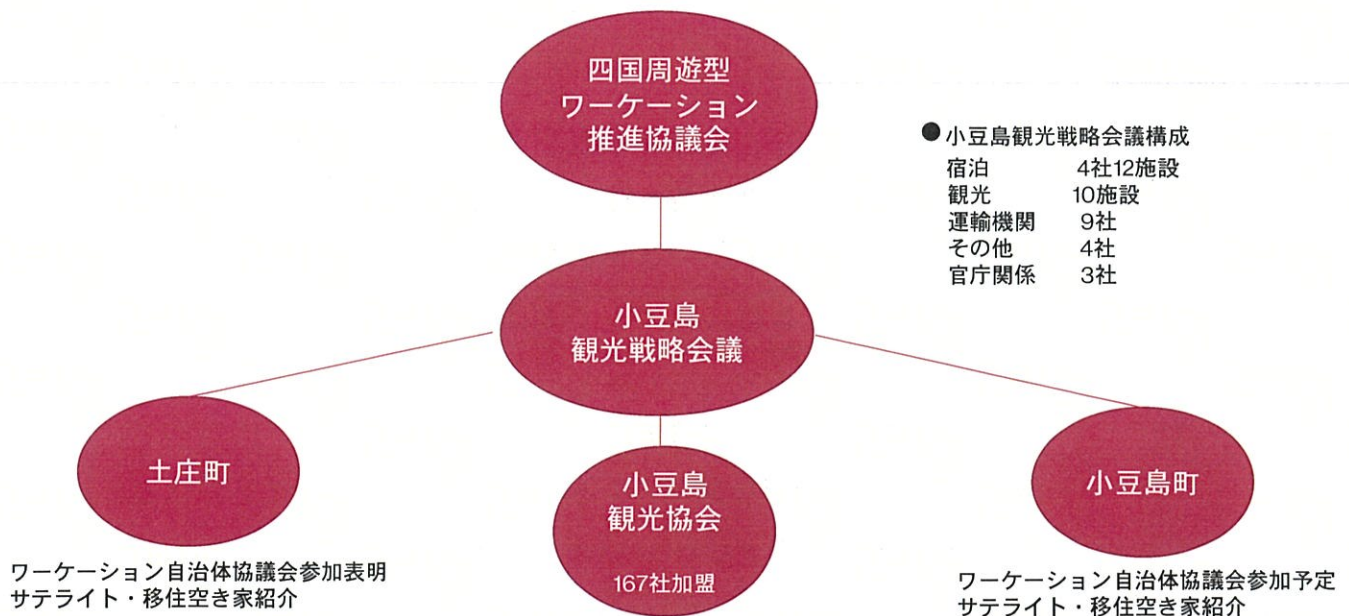 四国周遊型
ワーケーション
推進協議会
●小豆島観光戦略会議構成
宿泊 4社12施設
観光 10施設
運輸機関 9社
その他 4社
官庁関係 3社
小豆島
観光戦略会議
土庄町
小豆島
観光協会
167社加盟
小豆島町
ワーケーション自治体協議会参加表明
サテライト・移住空き家紹介
ワーケーション自治体協議会参加予定
サテライト・移住空き家紹介